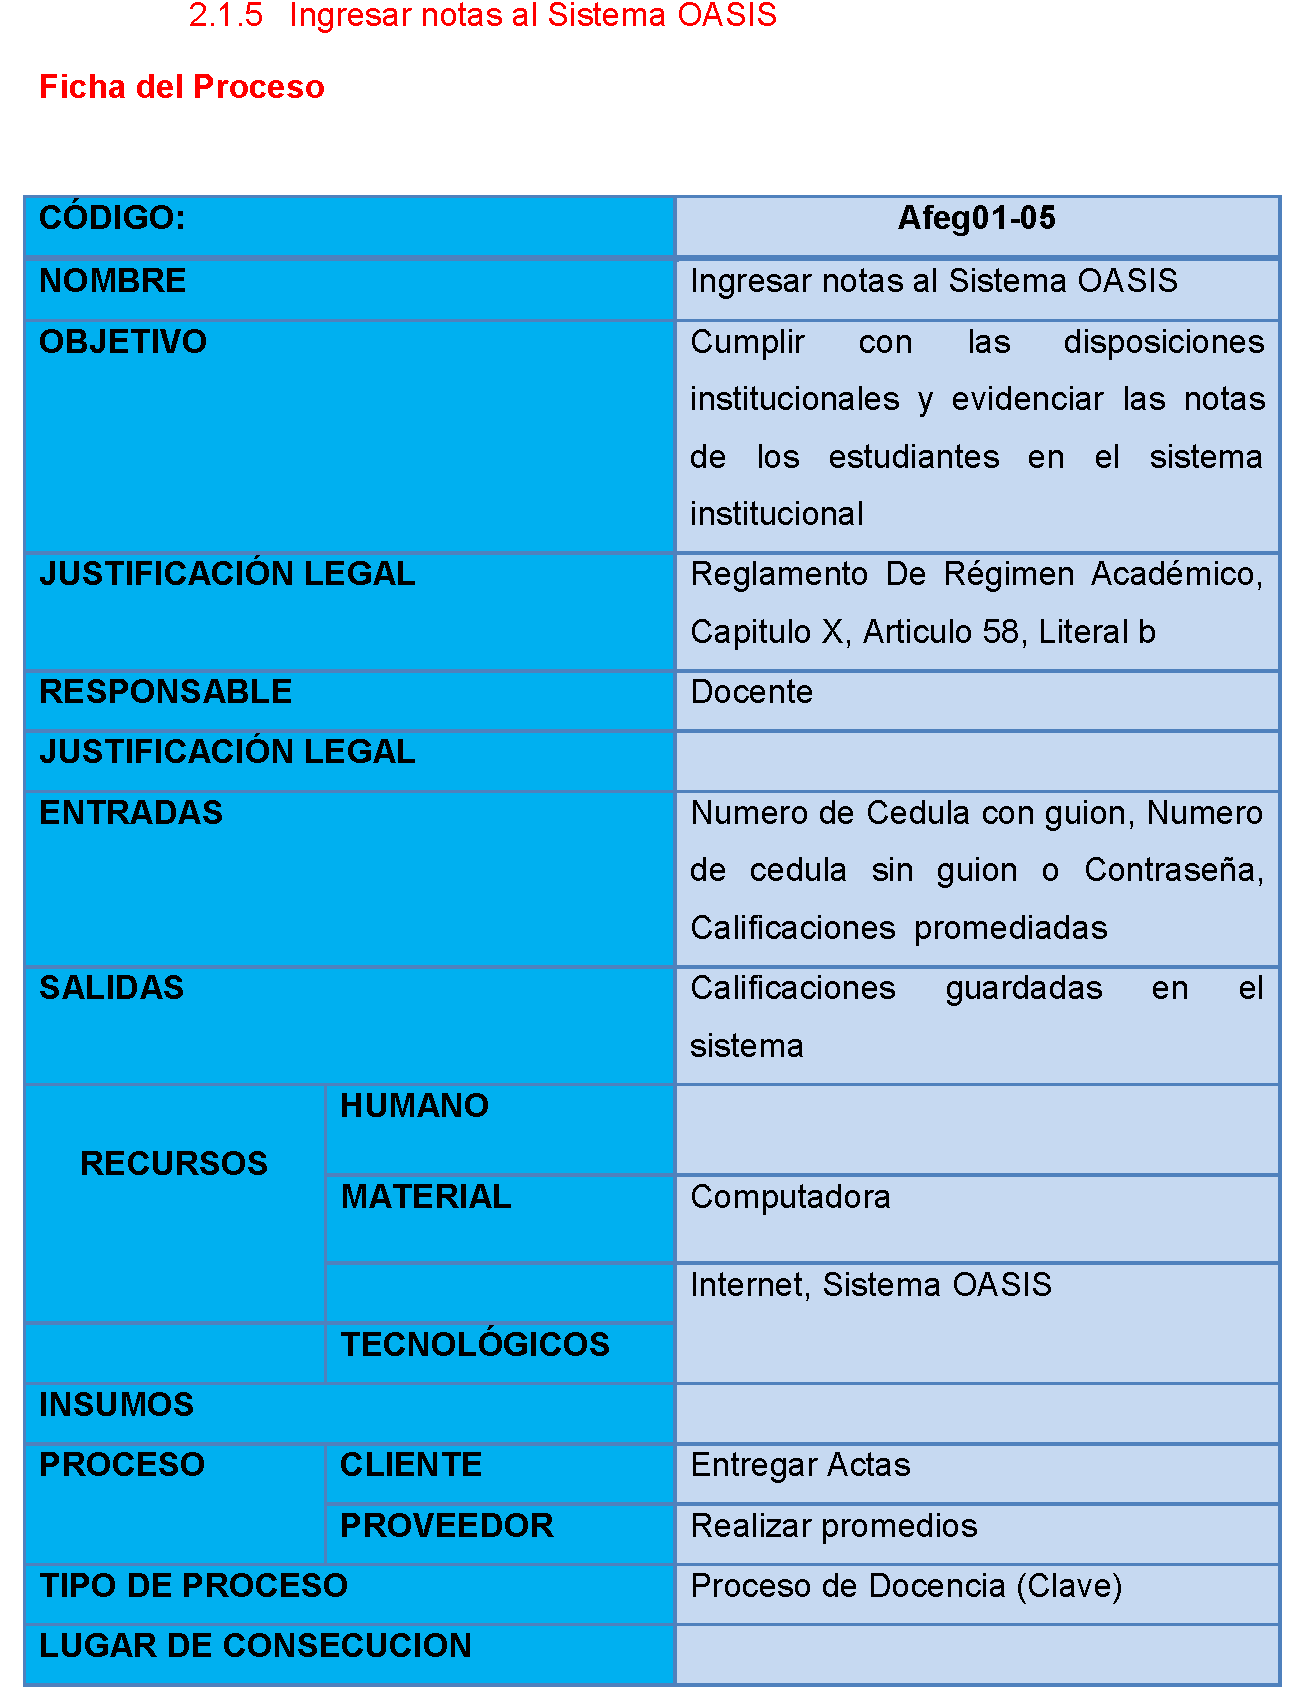 2.1.5 Ingresar notas al Sistema OASIS
Ficha del Proceso
CÓDIGO: Afeg01-05
NOMBRE Ingresar notas al Sistema OASIS
OBJETIVO Cumplir con las disposiciones
institucionales y evidenciar las notas
de los estudiantes en el sistema
institucional
JUSTIFICACIÓN LEGAL Reglamento De Régimen Académico,
Capitulo X, Articulo 58, Literal b
RESPONSABLE Docente
JUSTIFICACIÓN LEGAL
ENTRADAS Numero de Cedula con guion, Numero
de cedula sin guion o Contraseña,
Calificaciones promediadas
SALIDAS Calificaciones guardadas en el
sistema
RECURSOS
HUMANO
MATERIAL Computadora
Internet, Sistema OASIS
TECNOLÓGICOS
INSUMOS
PROCESO CLIENTE Entregar Actas
PROVEEDOR Realizar promedios
TIPO DE PROCESO Proceso de Docencia (Clave)
LUGAR DE CONSECUCION